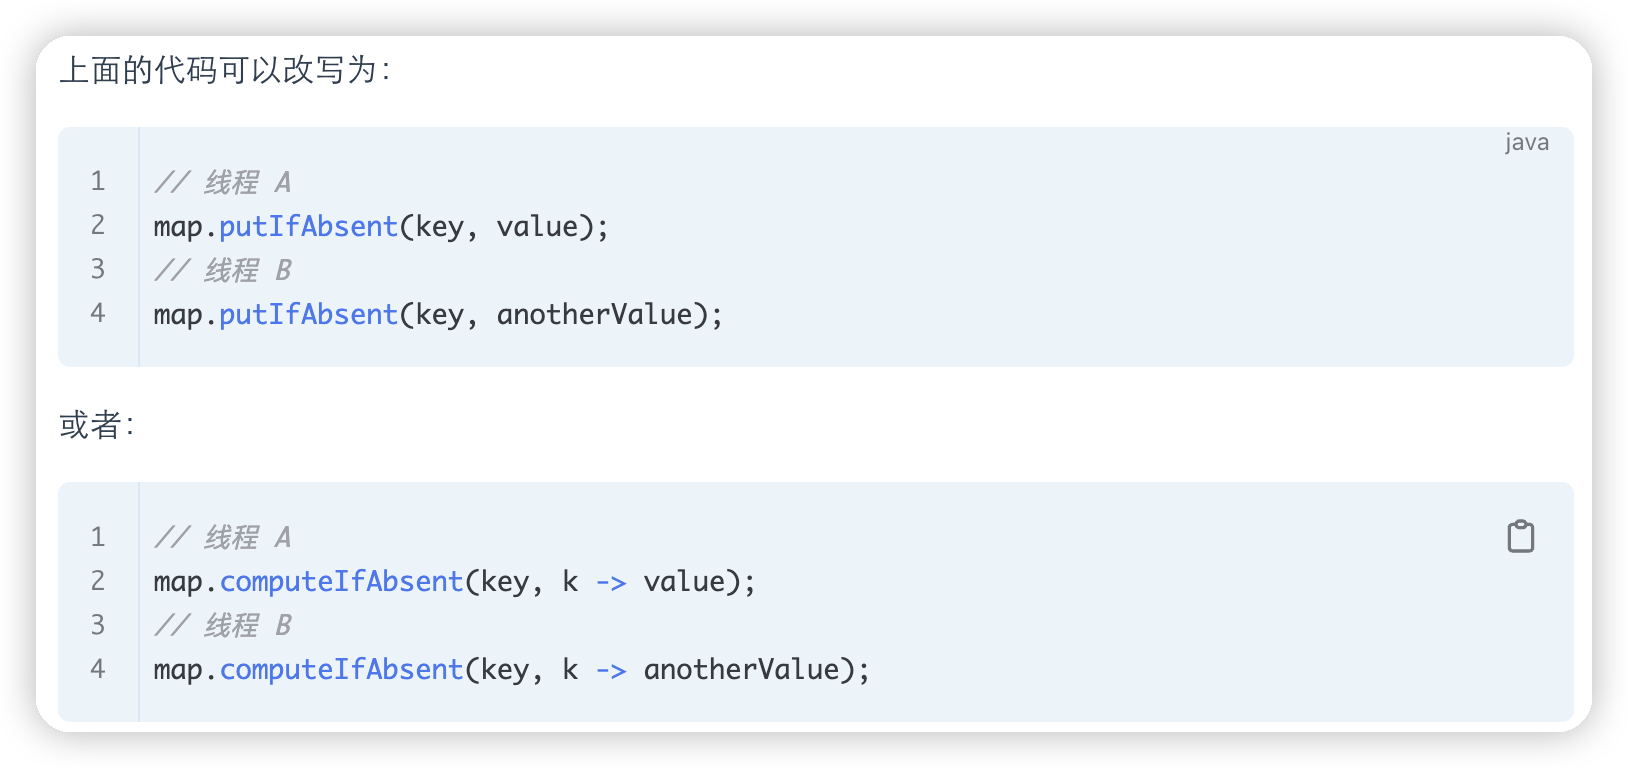 上面的代码可以改写为：
java
1 // 线程 A
2 map.putIfAbsent(key, value);
3 // 线程 B
4 map.putIfAbsent(key, anotherValue);
或者：
1 // 线程 A
2 map.computeIfAbsent(key, k -> value);
3 // 线程 B
4 map.computeIfAbsent(key, k -> anotherValue);